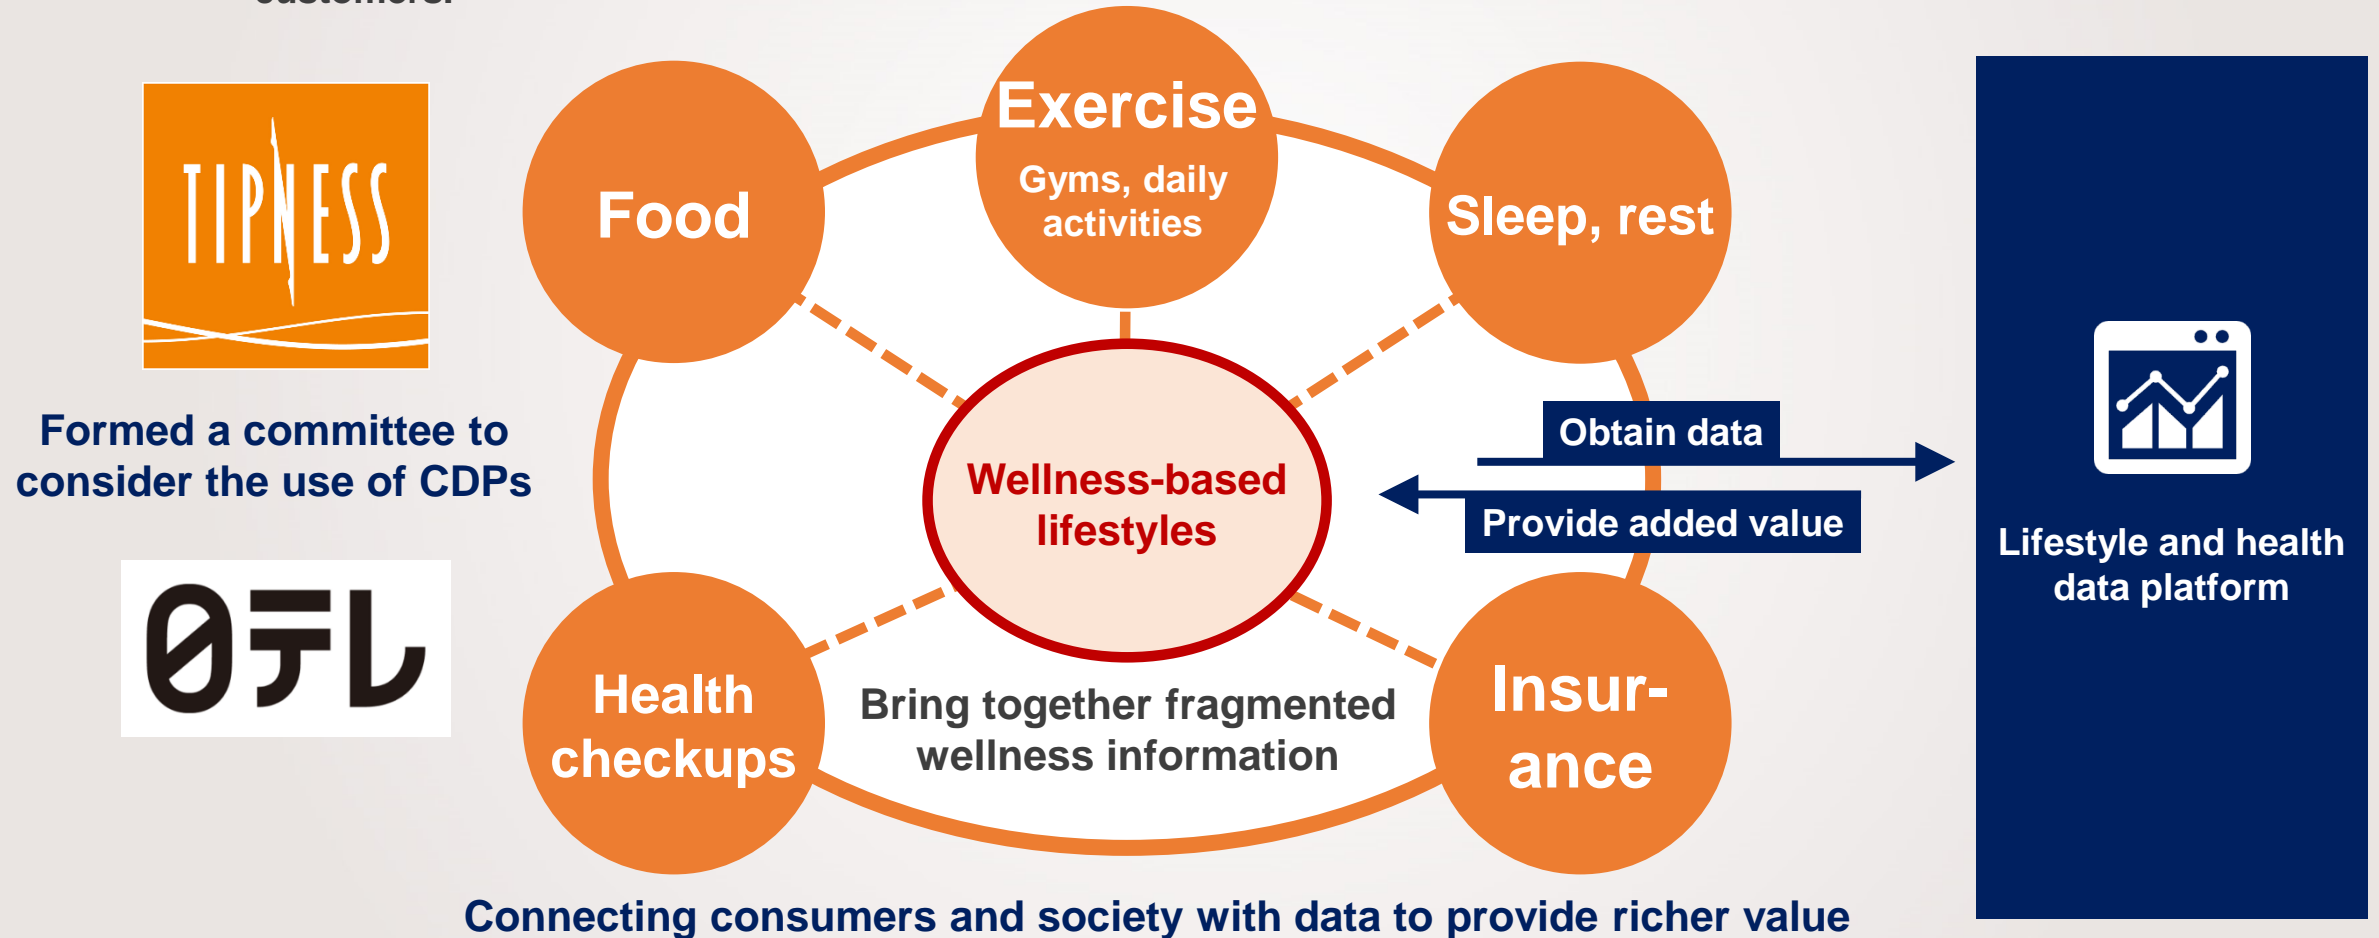 customers.
TIPNESS
Formed a committee to
consider the use of CDPs
日テレ
Food
Exercise
Gyms, daily
activities
Sleep, rest
Wellness-based
lifestyles
Obtain data
Provide added value
Health
checkups
Bring together fragmented
wellness information
Insur-
ance
Lifestyle and health
data platform
Connecting consumers and society with data to provide richer value